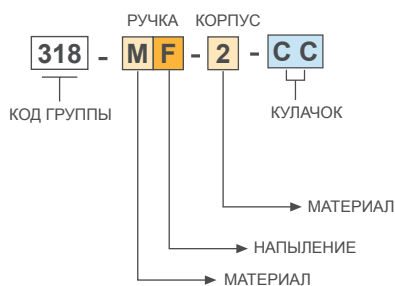 РУЧКА КОРПУС
318 - M F - 2 - C C
КОД ГРУППЫ КУЛАЧОК
МАТЕРИАЛ
НАПЫЛЕНИЕ
МАТЕРИАЛ